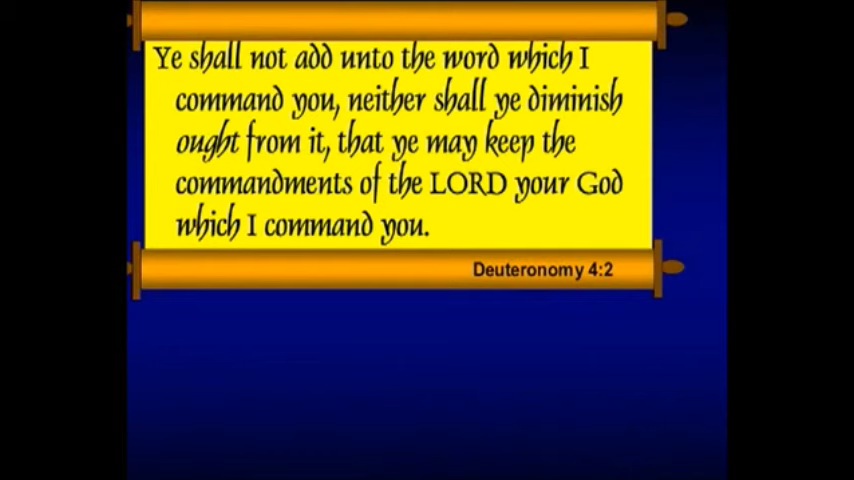 Ye shall not add unto the word which I
command you, neither shall ye diminish
ought from it, that ye may keep the
commandments of the LORD your God
which I command you.
Deuteronomy 4:2